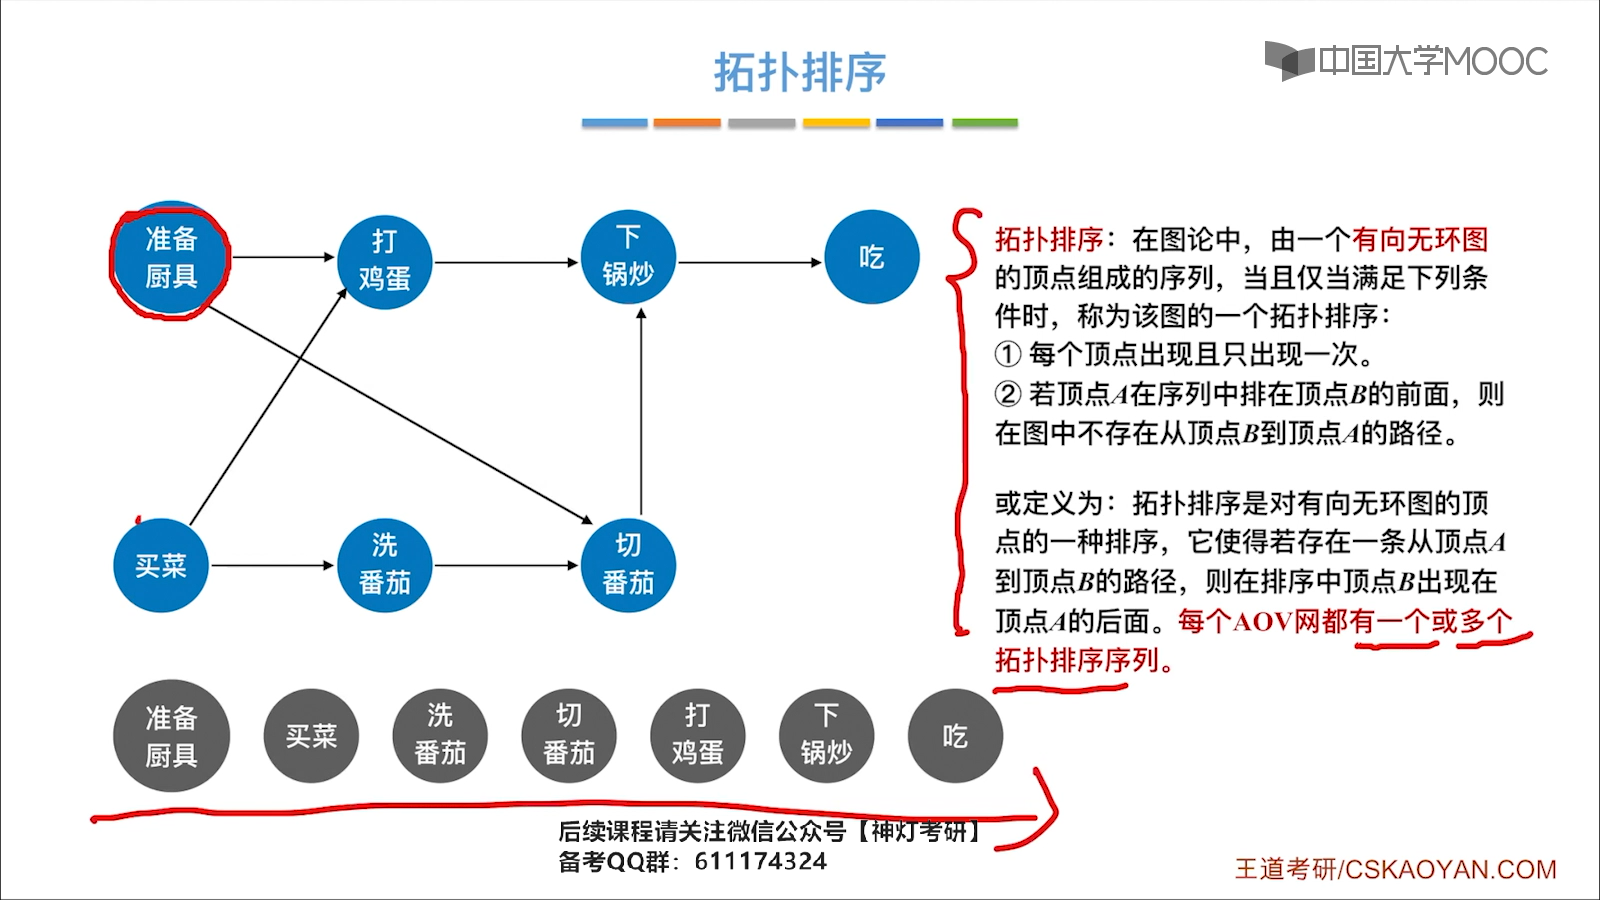 拓扑排序
中国大学MOOC
准备
厨具
打
鸡蛋
下
锅炒
吃
买菜
洗
番茄
切
番茄
拓扑排序：在图论中，由一个有向无环图
的顶点组成的序列，当且仅当满足下列条
件时，称为该图的一个拓扑排序：
① 每个顶点出现且只出现一次。
② 若顶点A在序列中排在顶点B的前面，则
在图中不存在从顶点B到顶点A的路径。
或定义为：拓扑排序是对有向无环图的顶
点的一种排序，它使得若存在一条从顶点A
到顶点B的路径，则在排序中顶点B出现在
顶点A的后面。每个AOV网都有一个或多个
拓扑排序序列。
准备
厨具
买菜
洗
番茄
切
番茄
打
鸡蛋
下
锅炒
吃
后续课程请关注微信公众号【神灯考研】
备考QQ群：611174324
王道考研/CSKAOYAN.COM